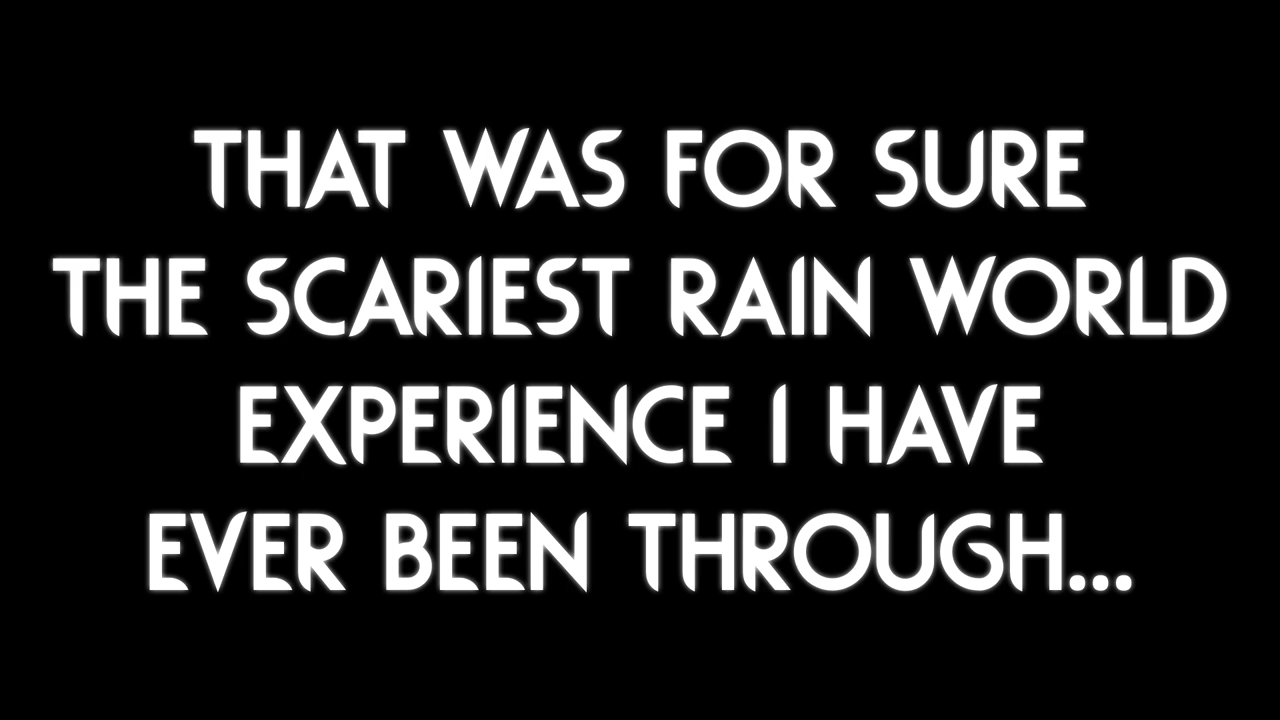 THAT WAS FOR SURE
THE SCARIEST RAIN WORLD
EXPERIENCE I HAVE
EVER BEEN THROUGH...